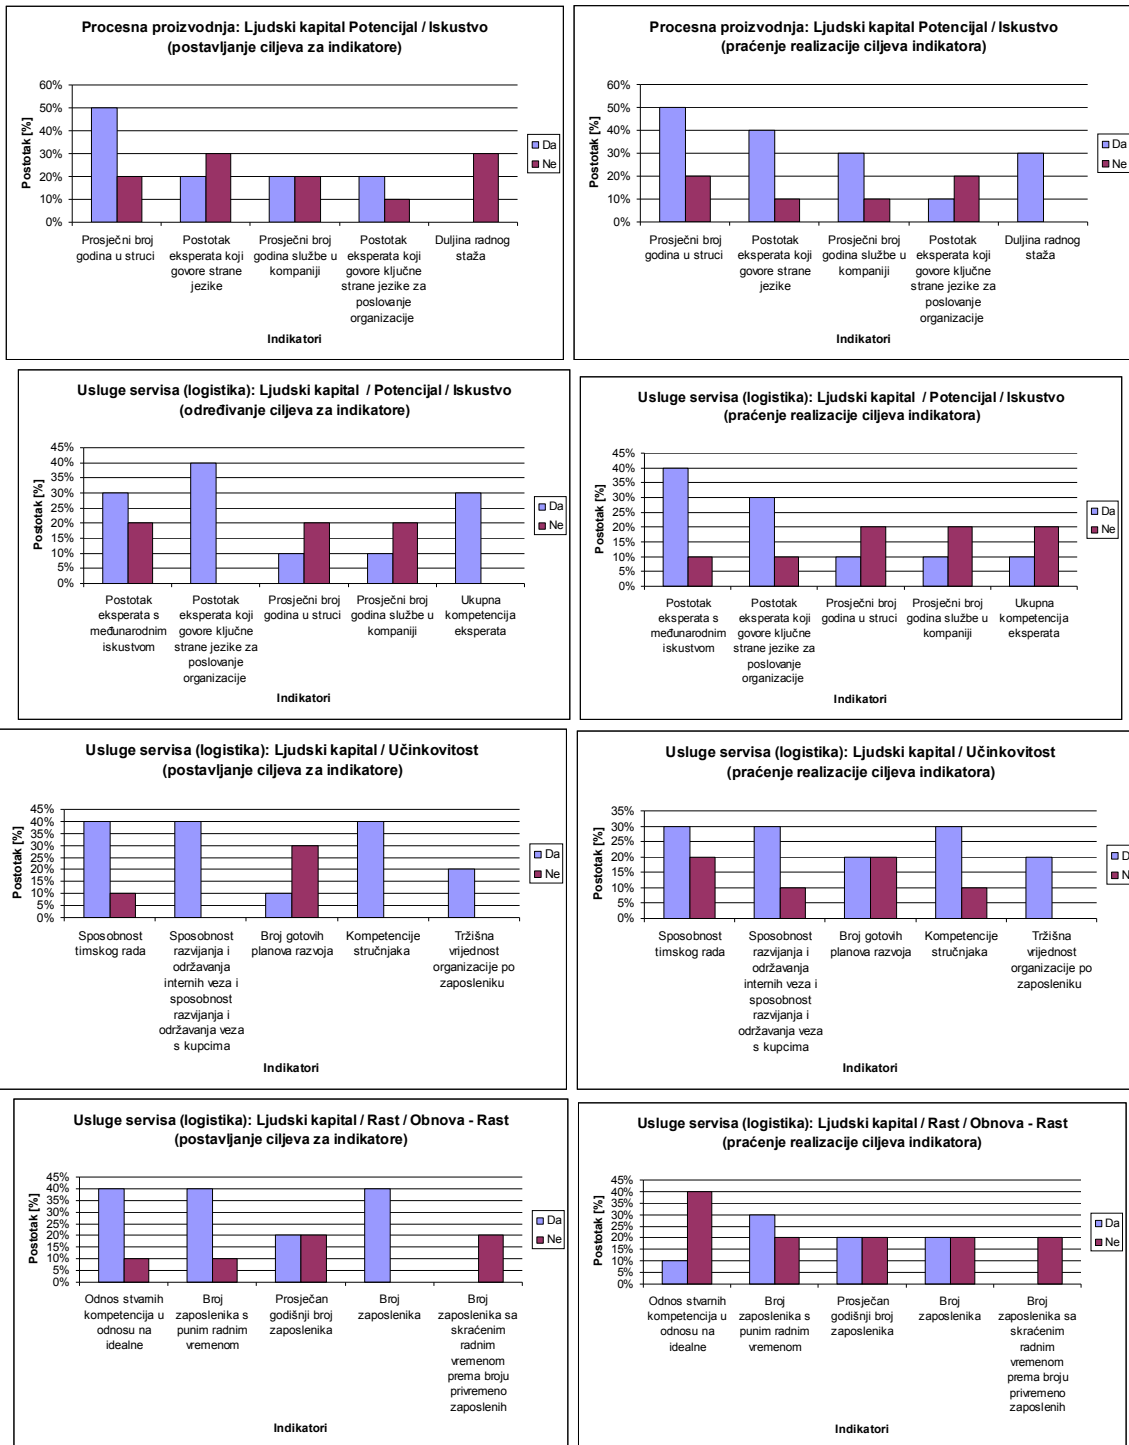 Procesna proizvodnja: Ljudski kapital Potencijal / Iskustvo
(postavljanje ciljeva za indikatore)
60%
50%
40%
30%
20%
10%
0%
Postotak [%]
Da
Ne
Prosječni broj
godina u struci
Postotak
eksperata koji
govore strane
jezike
Prosječni broj
godina službe u
kompaniji
Postotak
eksperata koji
govore ključne
strane jezike za
poslovanje
organizacije
Duljina radnog
staža
Indikatori
Procesna proizvodnja: Ljudski kapital Potencijal / Iskustvo
(praćenje realizacije ciljeva indikatora)
60%
50%
40%
30%
20%
10%
0%
Postotak [%]
Da
Ne
Prosječni broj
godina u struci
Postotak
eksperata koji
govore strane
jezike
Prosječni broj
godina službe u
kompaniji
Postotak
eksperata koji
govore ključne
strane jezike za
poslovanje
organizacije
Duljina radnog
staža
Indikatori
Usluge servisa (logistika): Ljudski kapital / Potencijal / Iskustvo
(određivanje ciljeva za indikatore)
45%
40%
35%
30%
25%
20%
15%
10%
5%
0%
Postotak [%]
Da
Ne
Postotak
eksperata s
međunarodnim
iskustvom
Postotak
eksperata koji
govore ključne
strane jezike za
poslovanje
organizacije
Prosječni broj
godina u struci
Prosječni broj
godina službe u
kompaniji
Ukupna
kompetencija
eksperata
Indikatori
Usluge servisa (logistika): Ljudski kapital / Potencijal / Iskustvo
(praćenje realizacije ciljeva indikatora)
45%
40%
35%
30%
25%
20%
15%
10%
5%
0%
Postotak [%]
Da
Ne
Postotak
eksperata s
međunarodnim
iskustvom
Postotak
eksperata koji
govore ključne
strane jezike za
poslovanje
organizacije
Prosječni broj
godina u struci
Prosječni broj
godina službe u
kompaniji
Ukupna
kompetencija
eksperata
Indikatori
Usluge servisa (logistika): Ljudski kapital / Učinkovitost
(postavljanje ciljeva za indikatore)
45%
40%
35%
30%
25%
20%
15%
10%
5%
0%
Postotak [%]
Da
Ne
Sposobnost
timskog rada
Sposobnost
razvijanja i
održavanja
internih veza i
sposobnost
razvijanja i
održavanja veza
s kupcima
Broj gotovih
planova razvoja
Kompetencije
stručnjaka
Tržišna
vrijednost
organizacije po
zaposleniku
Indikatori
Usluge servisa (logistika): Ljudski kapital / Učinkovitost
(praćenje realizacije ciljeva indikatora)
35%
30%
25%
20%
15%
10%
5%
0%
Postotak [%]
D
N
Sposobnost
timskog rada
Sposobnost
razvijanja i
održavanja
internih veza i
sposobnost
razvijanja i
održavanja veza
s kupcima
Broj gotovih
planova razvoja
Kompetencije
stručnjaka
Tržišna
vrijednost
organizacije po
zaposleniku
Indikatori
Usluge servisa (logistika): Ljudski kapital / Rast / Obnova - Rast
(postavljanje ciljeva za indikatore)
45%
40%
35%
30%
25%
20%
15%
10%
5%
0%
Postotak [%]
Da
Ne
Odnos stvarnih
kompetencija u
odnosu na
idealne
Broj
zaposlenika s
punim radnim
vremenom
Prosječan
godišnji broj
zaposlenika
Broj
zaposlenika
Broj
zaposlenika sa
skraćenim
radnim
vremenom
prema broju
privremeno
zaposlenih
Indikatori
Usluge servisa (logistika): Ljudski kapital / Rast / Obnova - Rast
(praćenje realizacije ciljeva indikatora)
45%
40%
35%
30%
25%
20%
15%
10%
5%
0%
Postotak [%]
Da
Ne
Odnos stvarnih
kompetencija u
odnosu na
idealne
Broj
zaposlenika s
punim radnim
vremenom
Prosječan
godišnji broj
zaposlenika
Broj
zaposlenika
Broj
zaposlenika sa
skraćenim
radnim
vremenom
prema broju
privremeno
zaposlenih
Indikatori